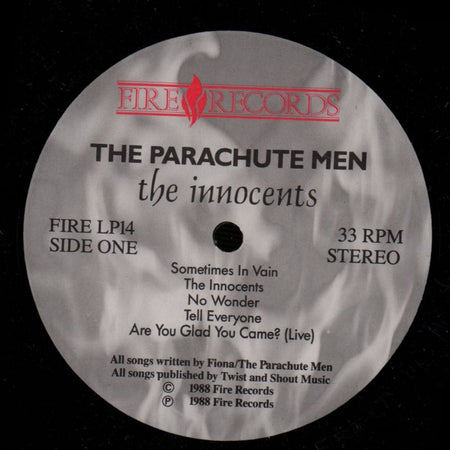 FIRE RECORDS
THE PARACHUTE MEN
the innocents
FIRE LP14
SIDE ONE
33 RPM
STEREO
Sometimes In Vain
The Innocents
No Wonder
Tell Everyone
Are You Glad You Came? (Live)
All songs written by Fiona/The Parachute Men
All songs published by Twist and Shout Music
© 1988 Fire Records
℗ 1988 Fire Records